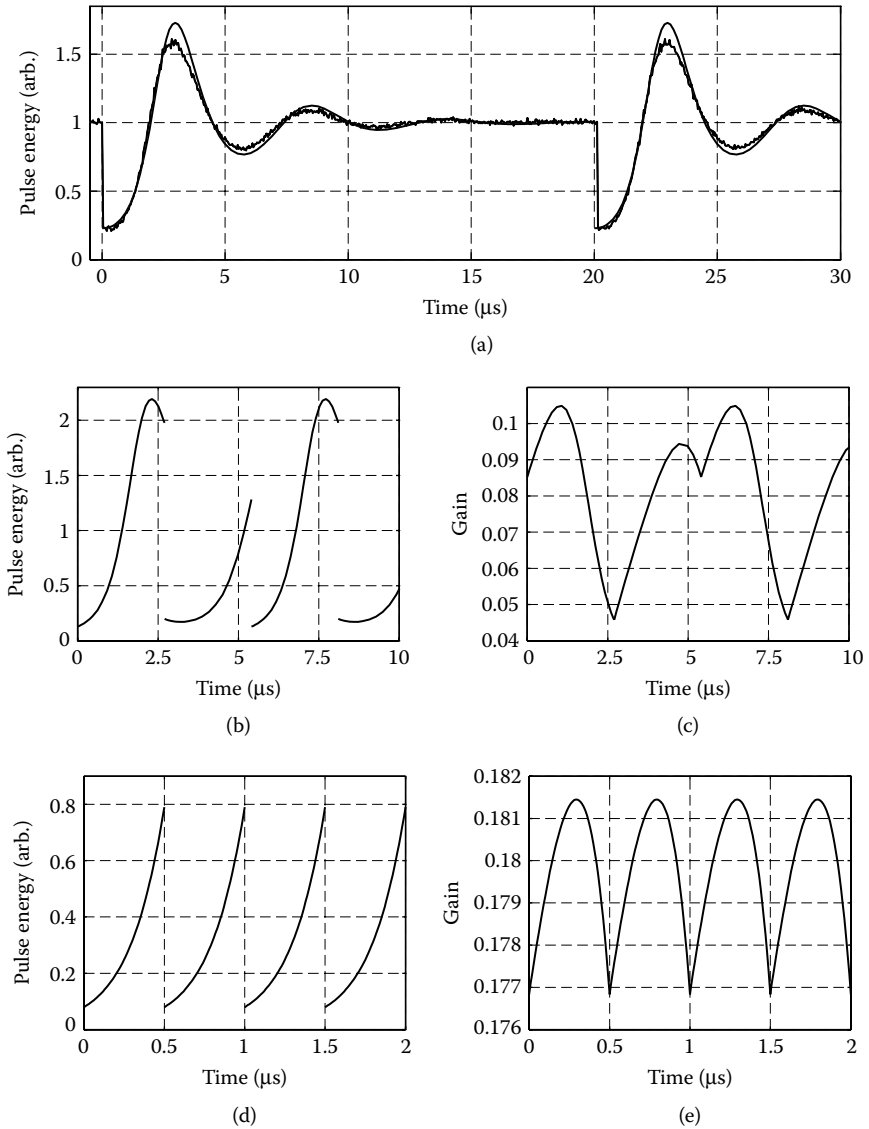 Pulse energy (arb.)
1.5
1
0.5
0
0 5 10 15 20 25 30
Time (μs)
(a)
Pulse energy (arb.)
2
1.5
1
0.5
0
0 2.5 5 7.5 10
Time (μs)
(b)
Gain
0.1
0.09
0.08
0.07
0.06
0.05
0.04
0 2.5 5 7.5 10
Time (μs)
(c)
Pulse energy (arb.)
0.8
0.6
0.4
0.2
0
0 0.5 1 1.5 2
Time (μs)
(d)
Gain
0.182
0.181
0.18
0.179
0.178
0.177
0.176
0 0.5 1 1.5 2
Time (μs)
(e)